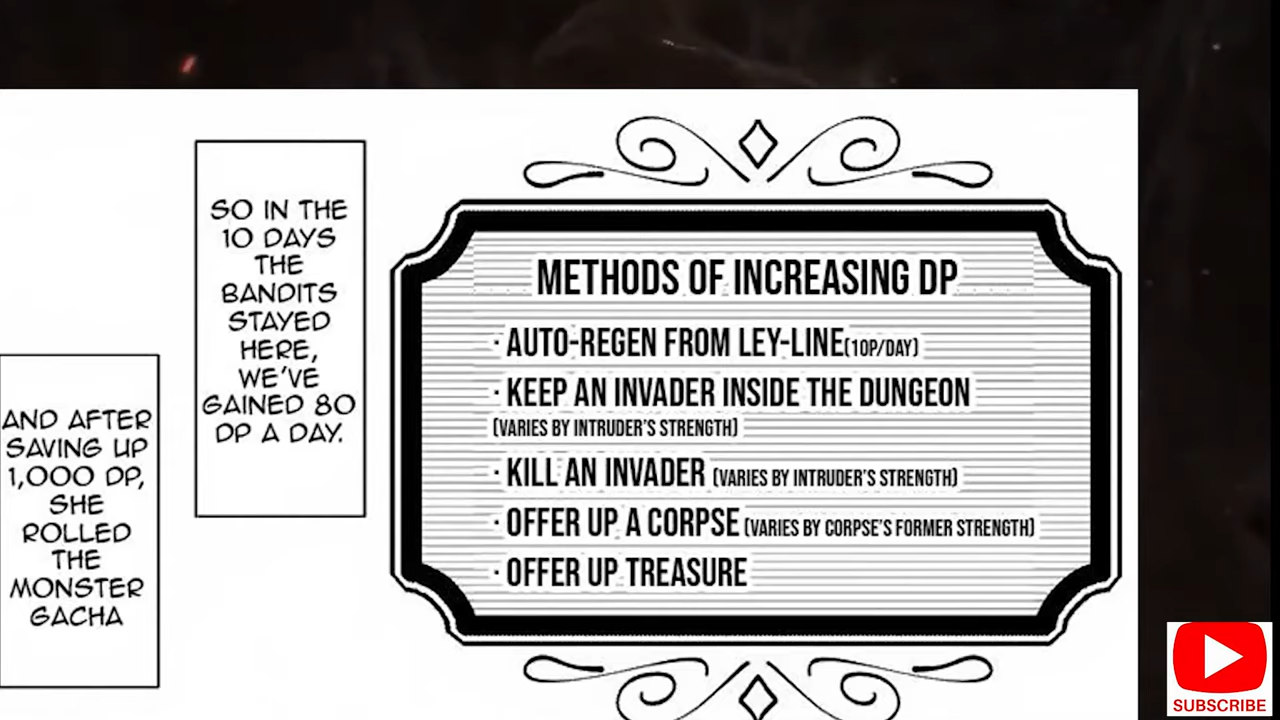 METHODS OF INCREASING DP
· AUTO-REGEN FROM LEY-LINE(10P/DAY)
· KEEP AN INVADER INSIDE THE DUNGEON
(VARIES BY INTRUDER'S STRENGTH)
· KILL AN INVADER (VARIES BY INTRUDER'S STRENGTH)
· OFFER UP A CORPSE (VARIES BY CORPSE'S FORMER STRENGTH)
· OFFER UP TREASURE
SO IN THE
10 DAYS
THE
BANDITS
STAYED
HERE,
WE'VE
GAINED 80
DP A DAY.
AND AFTER
SAVING UP
1,000 DP,
SHE
ROLLED
THE
MONSTER
GACHA
SUBSCRIBE